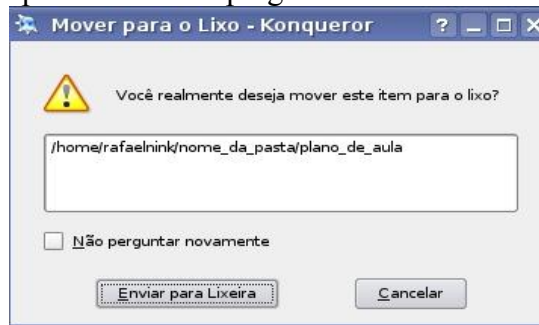 Mover para o Lixo - Konqueror
Você realmente deseja mover este item para o lixo?
/home/rafaelnink/nome_da_pasta/plano_de_aula
Não perguntar novamente
Enviar para Lixeira Cancelar